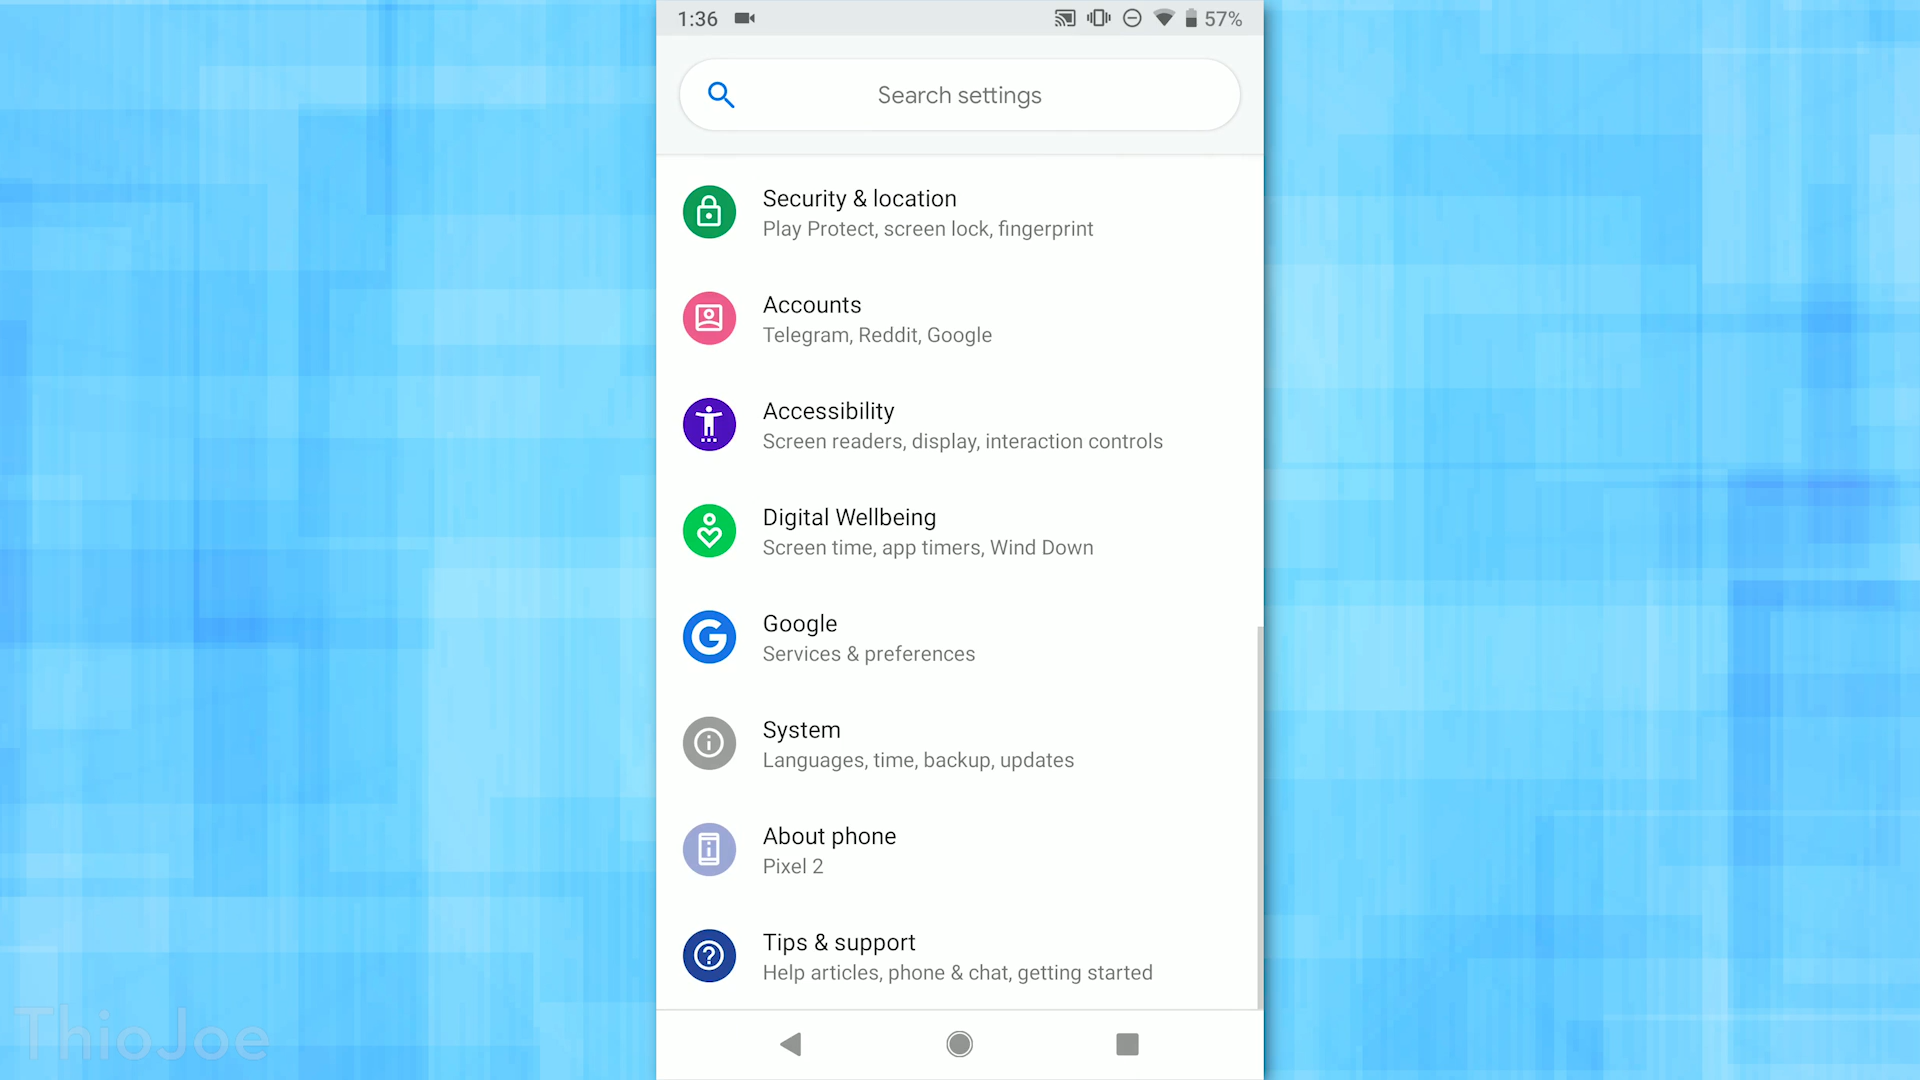 1:36
57%
Search settings
Security & location
Play Protect, screen lock, fingerprint
Accounts
Telegram, Reddit, Google
Accessibility
Screen readers, display, interaction controls
Digital Wellbeing
Screen time, app timers, Wind Down
Google
Services & preferences
System
Languages, time, backup, updates
About phone
Pixel 2
Tips & support
Help articles, phone & chat, getting started
ThioJoe